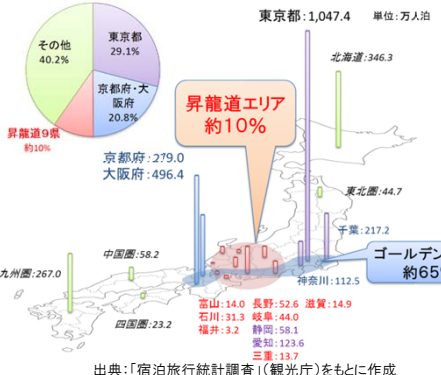 東京都:1,047.4
単位:万人泊
その他
40.2%
東京都
29.1%
京都府・大
阪府
20.8%
昇龍道9県
約10%
北海道:346.3
昇龍道エリア
約10%
京都府:279.0
大阪府:496.4
東北圏:44.7
千葉:217.2
中国圏:58.2
九州圏:267.0
ゴールデン
約65%
神奈川:112.5
四国圏:23.2
富山:14.0 長野:52.6 滋賀:14.9
石川:31.3 岐阜:44.0
福井:3.2 静岡:58.1
愛知:123.6
三重:13.7
出典:「宿泊旅行統計調査」(観光庁)をもとに作成